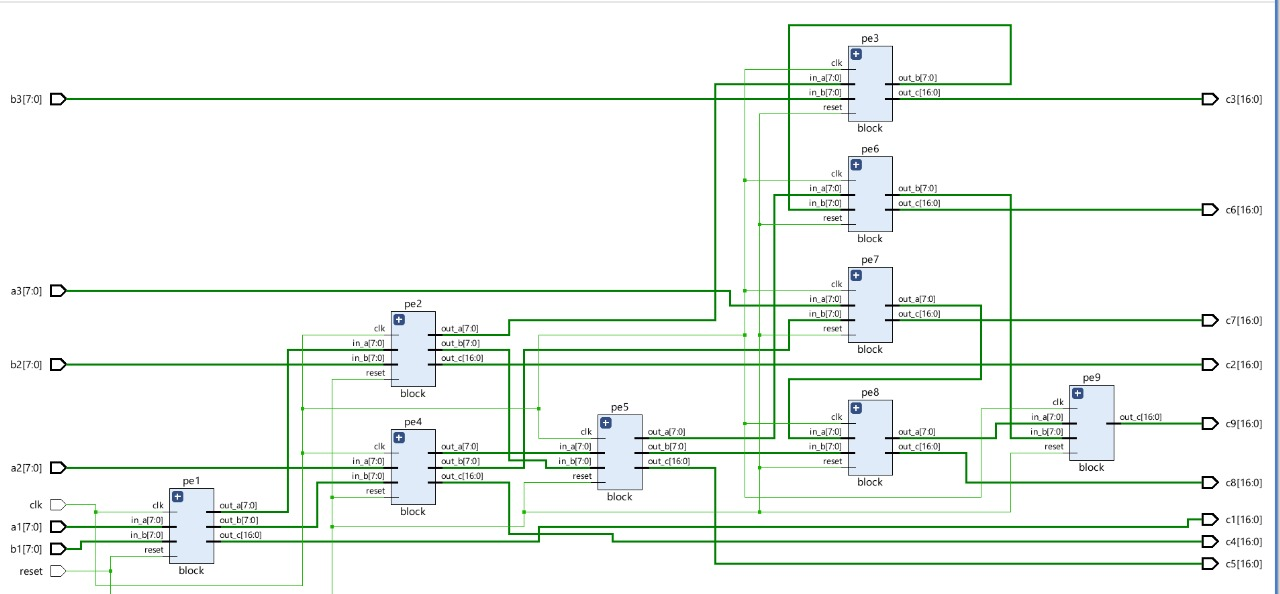 pe3
clk
in_a[7:0]
in_b[7:0]
reset
out_b[7:0]
out_c[16:0]
block
b3[7:0]
c3[16:0]
pe6
clk
in_a[7:0]
in_b[7:0]
reset
out_b[7:0]
out_c[16:0]
block
c6[16:0]
pe7
clk
in_a[7:0]
in_b[7:0]
reset
out_a[7:0]
out_c[16:0]
block
a3[7:0]
c7[16:0]
pe2
clk
in_a[7:0]
in_b[7:0]
reset
out_a[7:0]
out_b[7:0]
out_c[16:0]
block
b2[7:0]
c2[16:0]
pe9
clk
in_a[7:0]
in_b[7:0]
reset
out_c[16:0]
block
c9[16:0]
pe8
clk
in_a[7:0]
in_b[7:0]
reset
out_a[7:0]
out_c[16:0]
block
c8[16:0]
pe5
clk
in_a[7:0]
in_b[7:0]
reset
out_a[7:0]
out_b[7:0]
out_c[16:0]
block
pe4
clk
in_a[7:0]
in_b[7:0]
reset
out_a[7:0]
out_b[7:0]
out_c[16:0]
block
a2[7:0]
pe1
clk
in_a[7:0]
in_b[7:0]
reset
out_a[7:0]
out_b[7:0]
out_c[16:0]
block
clk
a1[7:0]
b1[7:0]
reset
c1[16:0]
c4[16:0]
c5[16:0]